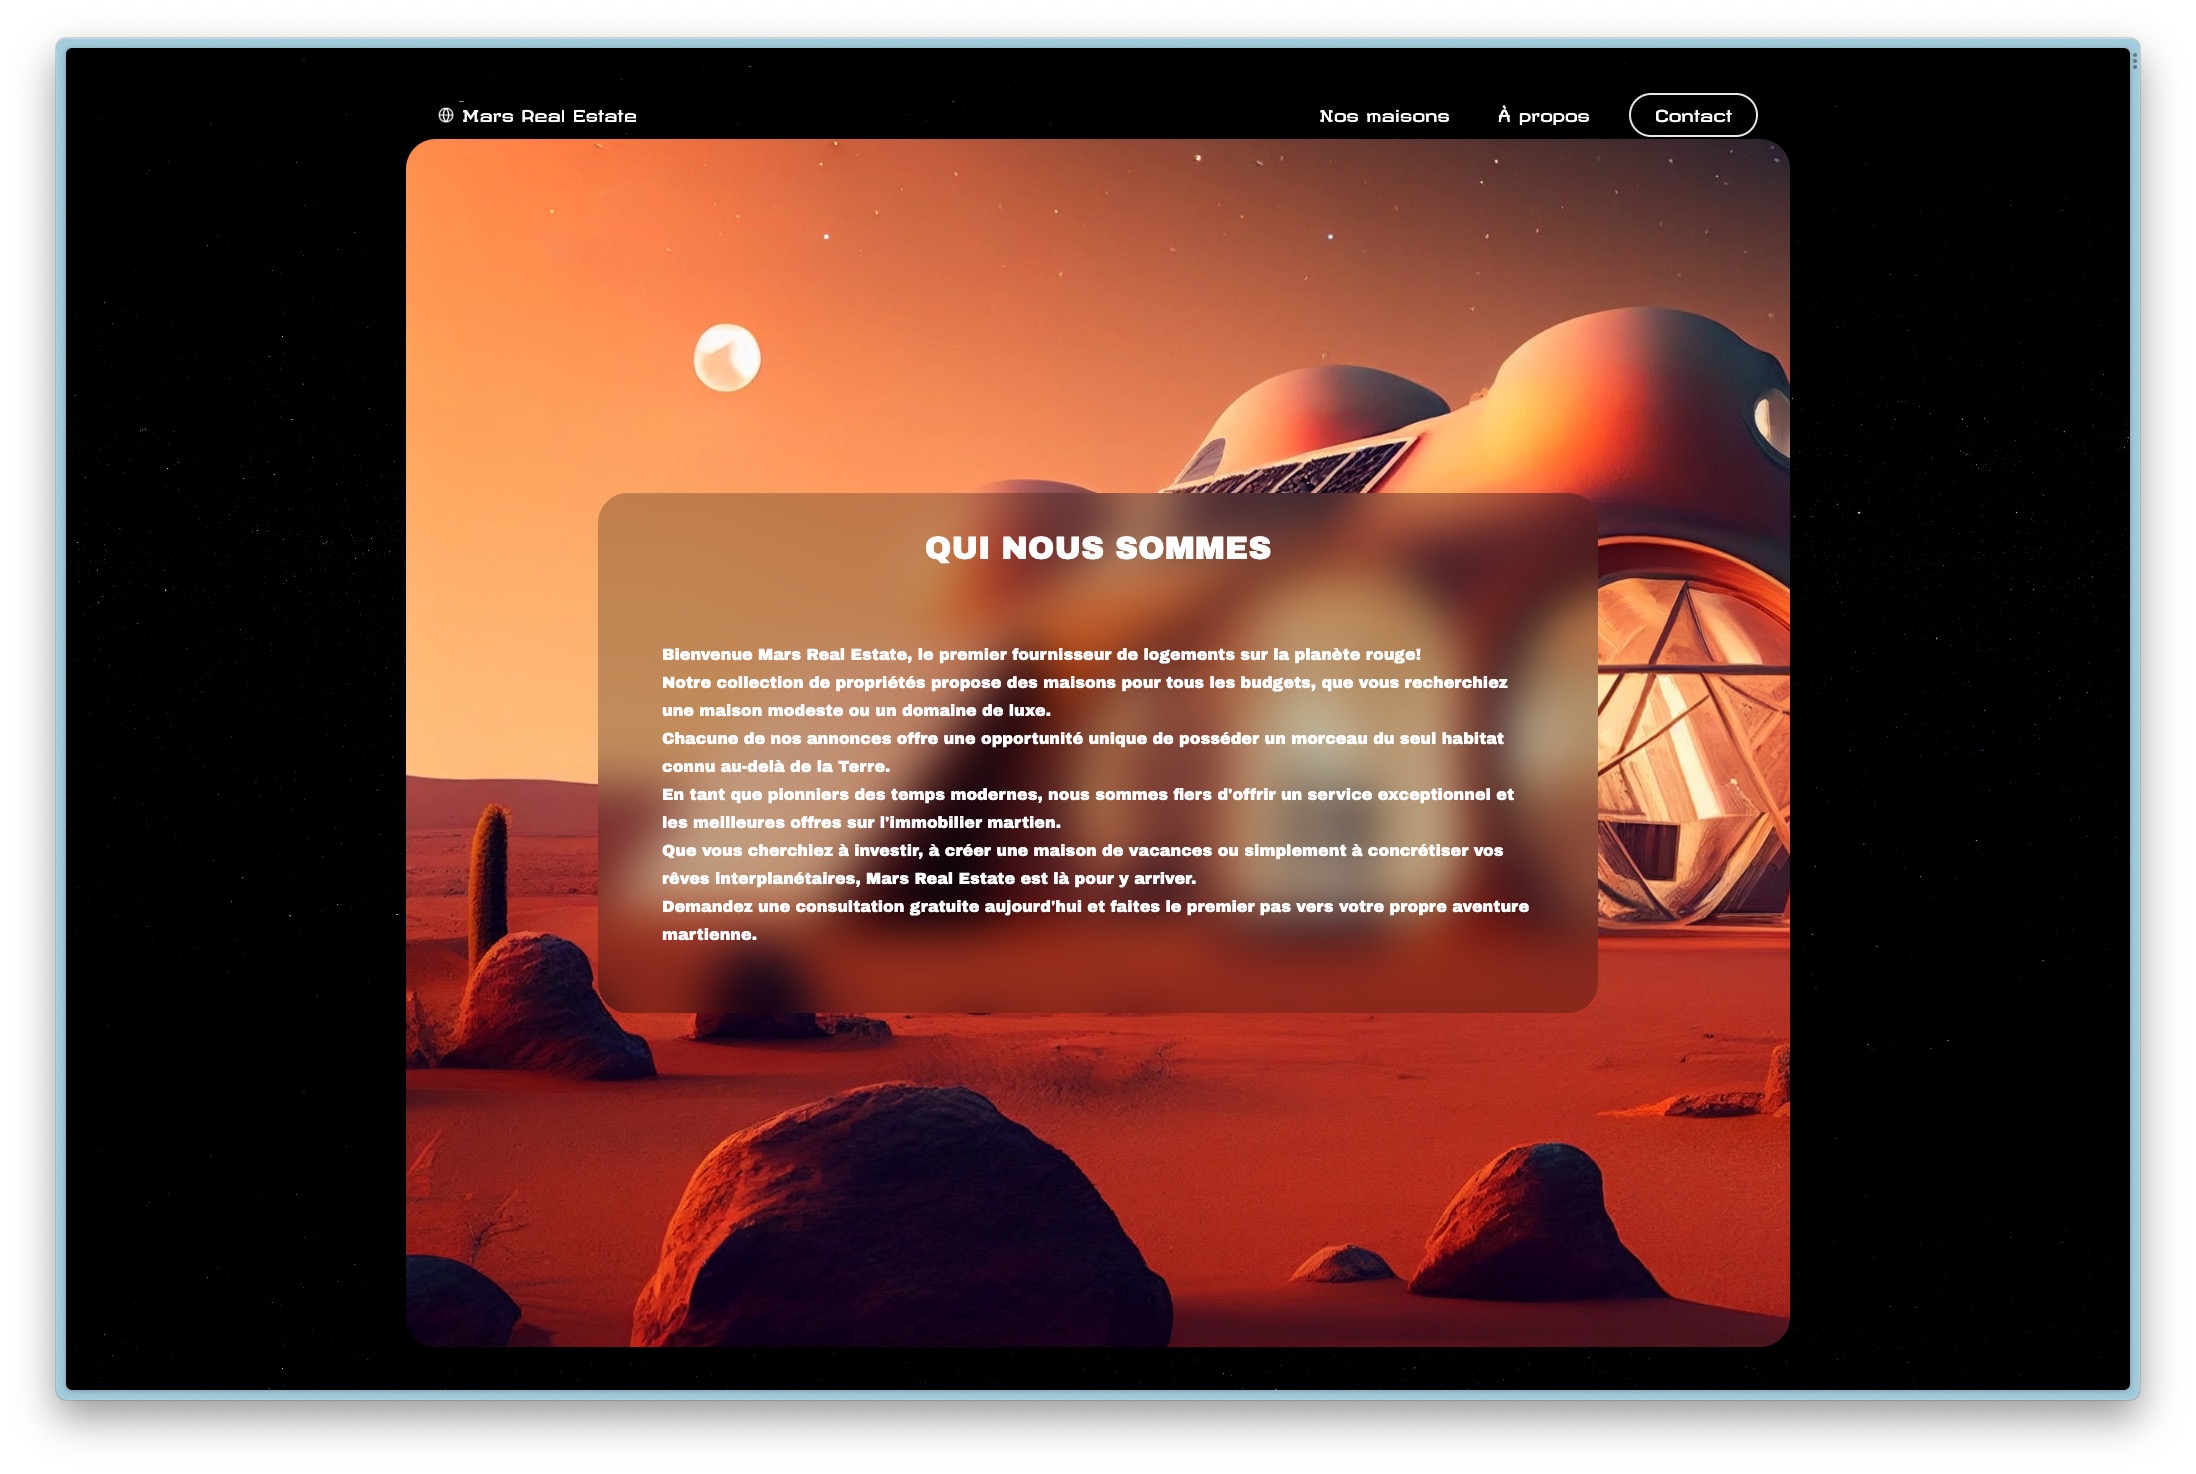 Mars Real Estate
Nos maisons
À propos
Contact
QUI NOUS SOMMES
Bienvenue Mars Real Estate, le premier fournisseur de logements sur la planète rouge!
Notre collection de propriétés propose des maisons pour tous les budgets, que vous recherchiez
une maison modeste ou un domaine de luxe.
Chacune de nos annonces offre une opportunité unique de posséder un morceau du seul habitat
connu au-delà de la Terre.
En tant que pionniers des temps modernes, nous sommes fiers d'offrir un service exceptionnel et
les meilleures offres sur l'immobilier martien.
Que vous cherchiez à investir, à créer une maison de vacances ou simplement à concrétiser vos
rêves interplanétaires, Mars Real Estate est là pour y arriver.
Demandez une consultation gratuite aujourd'hui et faites le premier pas vers votre propre aventure
martienne.